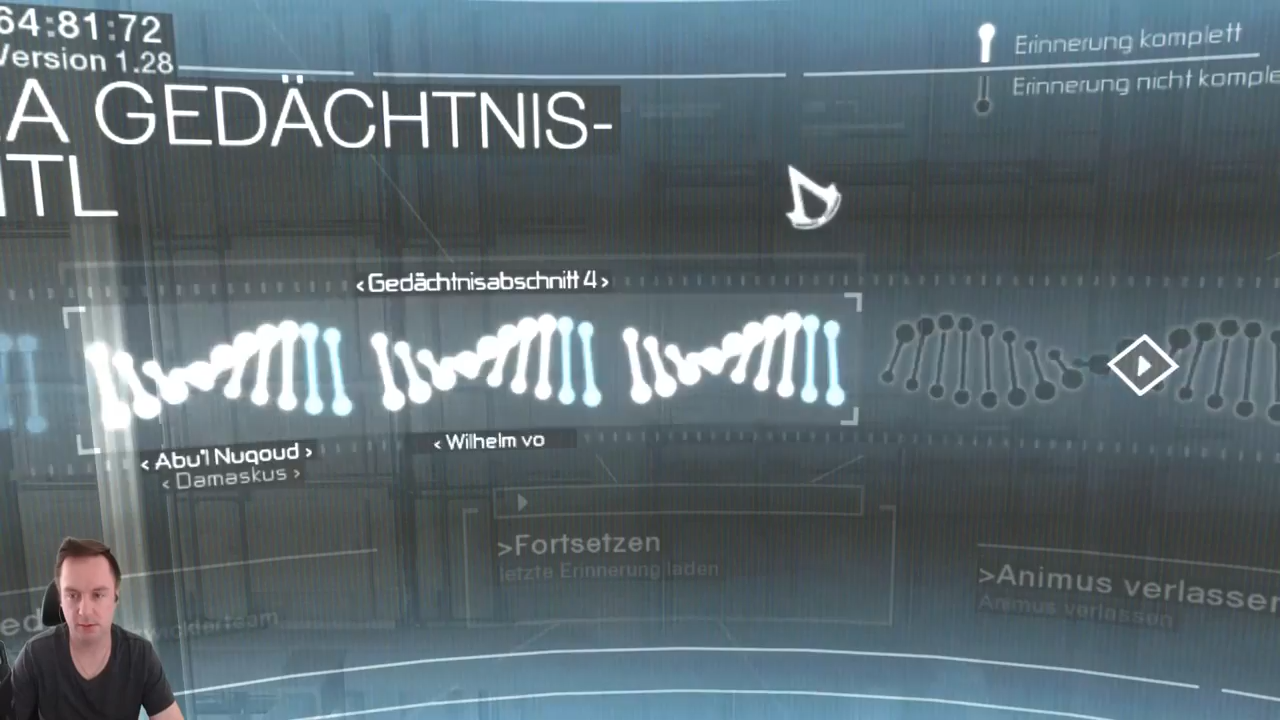 64:81:72
Version 1.28
A GEDÄCHTNIS-
TL
Erinnerung komplett
Erinnerung nicht komple
‹Gedächtnisabschnitt 4›
‹ Abu'l Nuqoud ›
‹ Damaskus ›
‹ Wilhelm vo
>Fortsetzen
letzte Erinnerung laden
>Animus verlassen
Animus verlassen